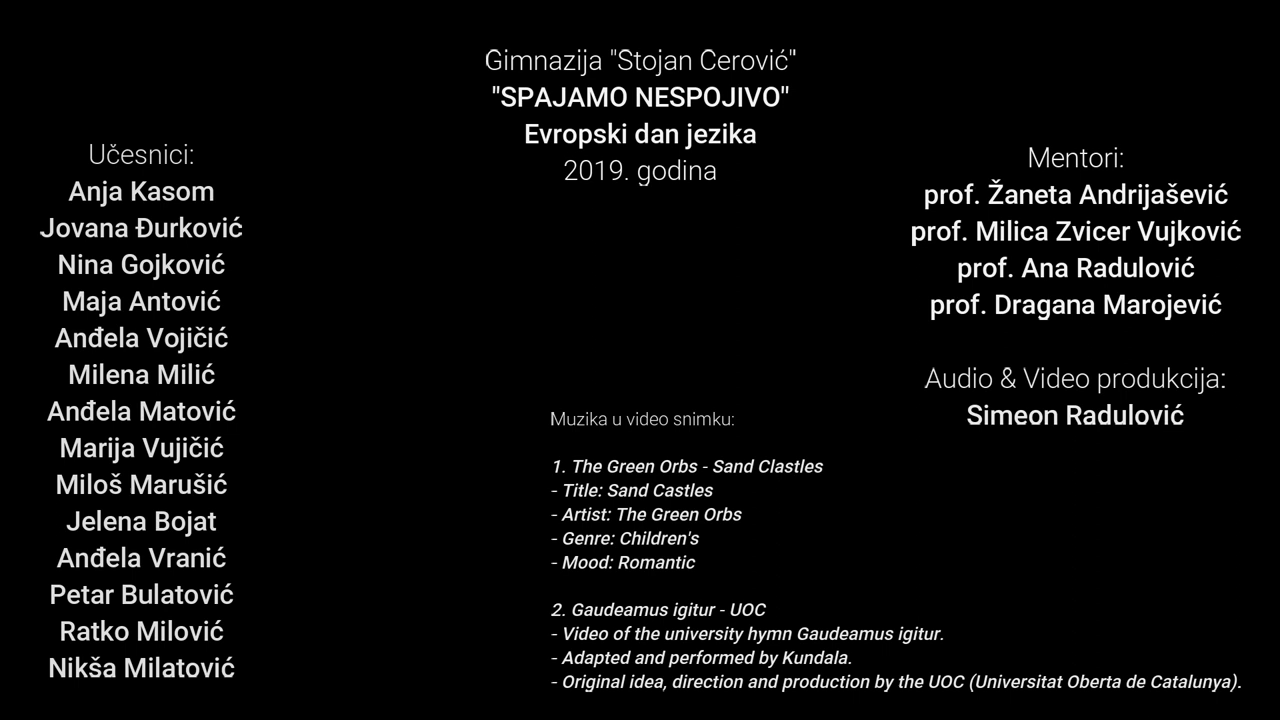 Gimnazija "Stojan Cerović"
"SPAJAMO NESPOJIVO"
Evropski dan jezika
2019. godina
Učesnici:
Anja Kasom
Jovana Đurković
Nina Gojković
Maja Antović
Anđela Vojičić
Milena Milić
Anđela Matović
Marija Vujičić
Miloš Marušić
Jelena Bojat
Anđela Vranić
Petar Bulatović
Ratko Milović
Nikša Milatović
Muzika u video snimku:
1. The Green Orbs - Sand Clastles
- Title: Sand Castles
- Artist: The Green Orbs
- Genre: Children's
- Mood: Romantic
2. Gaudeamus igitur - UOC
- Video of the university hymn Gaudeamus igitur.
- Adapted and performed by Kundala.
- Original idea, direction and production by the UOC (Universitat Oberta de Catalunya).
Mentori:
prof. Žaneta Andrijašević
prof. Milica Zvicer Vujković
prof. Ana Radulović
prof. Dragana Marojević
Audio & Video produkcija:
Simeon Radulović